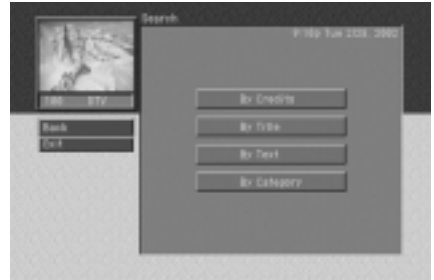 Search
By Credits
By Title
By Text
By Category
Back
Exit